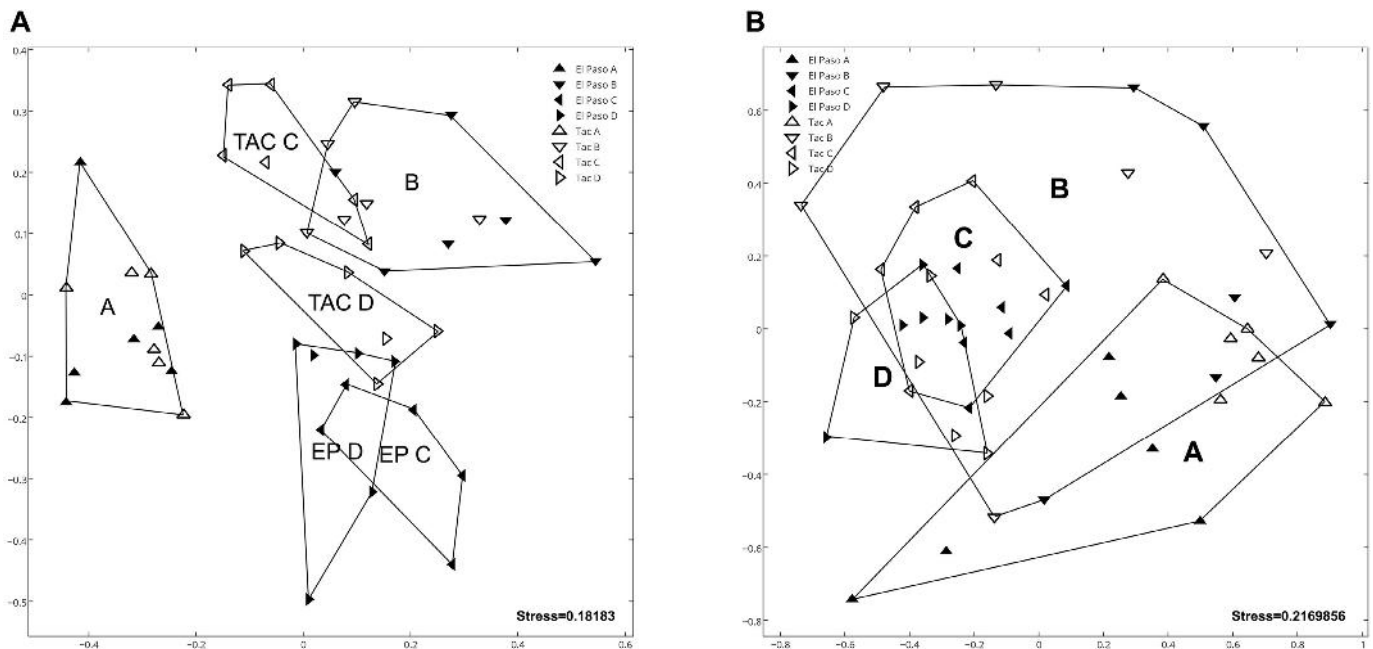 A
0.4
0.3
0.2
0.1
0
−0.1
−0.2
−0.3
−0.4
−0.5
−0.4
−0.2
0
0.2
0.4
0.6
El Paso A
El Paso B
El Paso C
El Paso D
Tac A
Tac B
Tac C
Tac D
TAC C
B
A
TAC D
EP D
EP C
Stress=0.18183
B
0.6
0.4
0.2
0
−0.2
−0.4
−0.6
−0.8
−0.8
−0.6
−0.4
−0.2
0
0.2
0.4
0.6
0.8
1
El Paso A
El Paso B
El Paso C
El Paso D
Tac A
Tac B
Tac C
Tac D
B
C
D
A
Stress=0.2169856